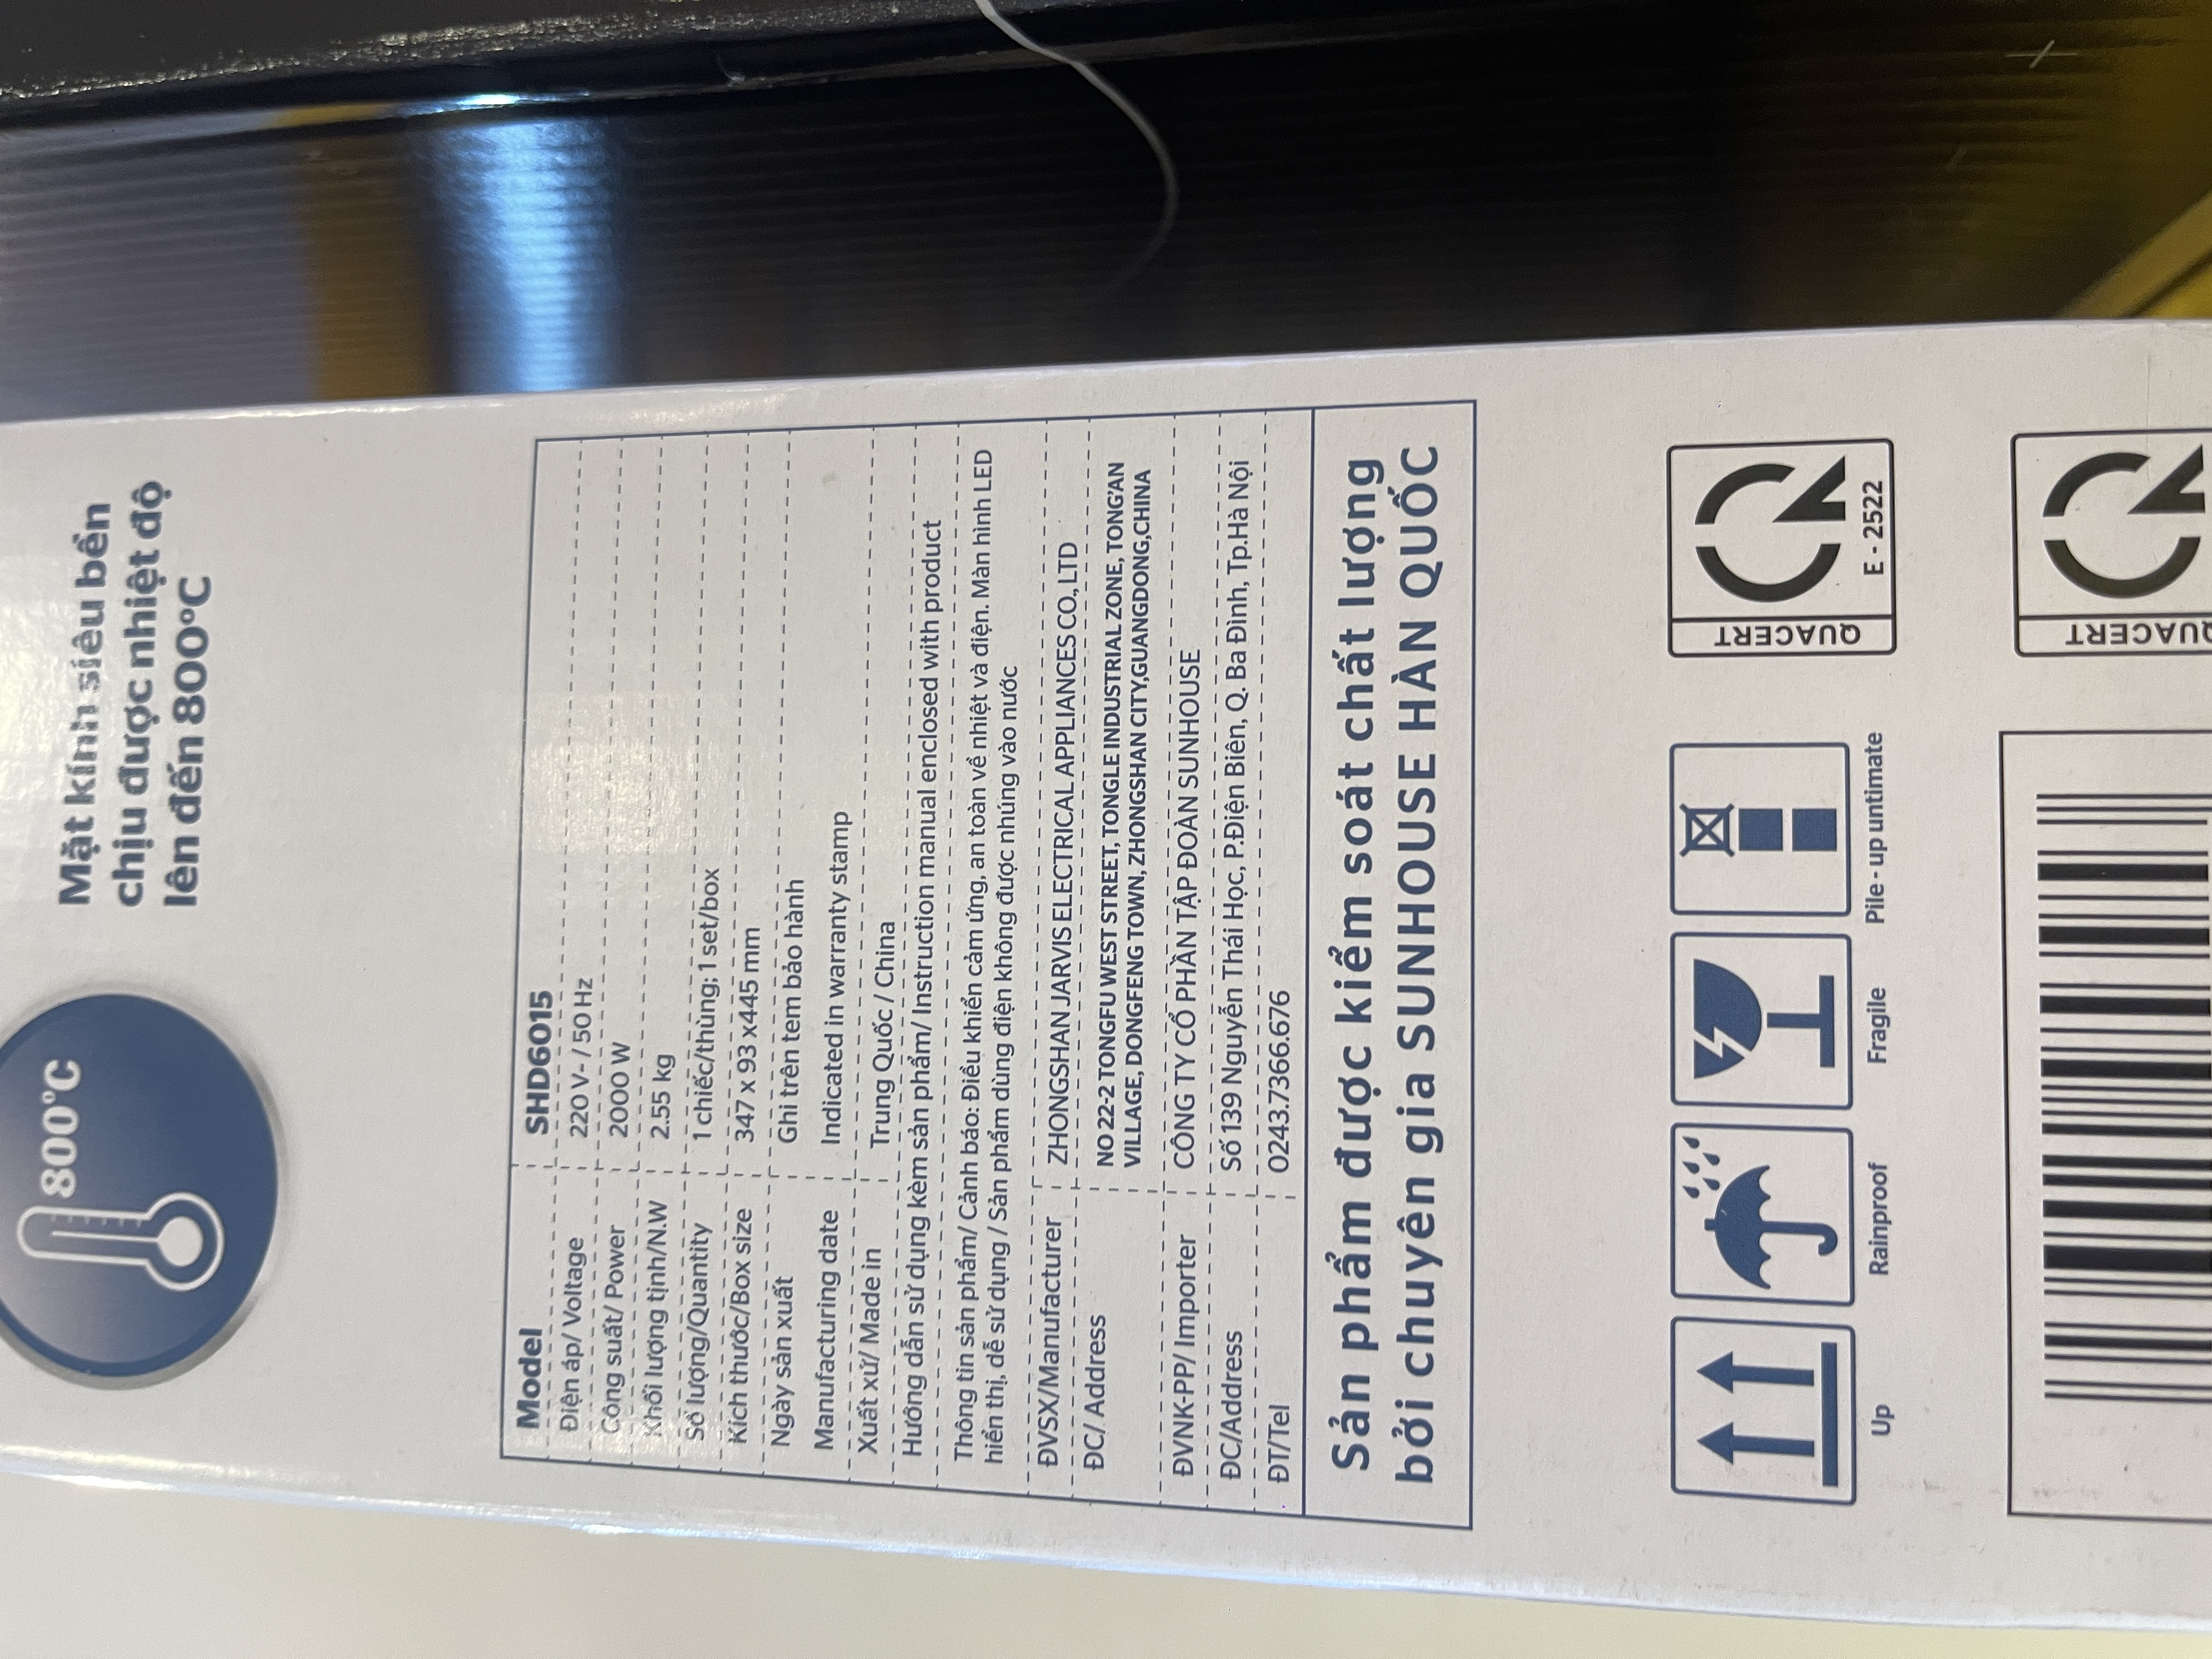 800°C
Mặt kính siêu bền
chịu được nhiệt độ
lên đến 800°C
Model SHD6015
Điện áp/ Voltage 220 V~ / 50 Hz
Công suất/ Power 2000 W
Khối lượng tịnh/N.W 2.55 kg
Số lượng/Quantity 1 chiếc/thùng; 1 set/box
Kích thước/Box size 347 x 93 x445 mm
Ngày sản xuất Ghi trên tem bảo hành
Manufacturing date Indicated in warranty stamp
Xuất xứ/ Made in Trung Quốc / China
Hướng dẫn sử dụng kèm sản phẩm/ Instruction manual enclosed with product
Thông tin sản phẩm/ Cảnh báo: Điều khiển cảm ứng, an toàn về nhiệt và điện. Màn hình LED
hiển thị, dễ sử dụng / Sản phẩm dùng điện không được nhúng vào nước
ĐVSX/Manufacturer ZHONGSHAN JARVIS ELECTRICAL APPLIANCES CO., LTD
ĐC/ Address NO 22-2 TONGFU WEST STREET, TONGLE INDUSTRIAL ZONE, TONG'AN
VILLAGE, DONGFENG TOWN, ZHONGSHAN CITY,GUANGDONG,CHINA
ĐVNK-PP/ Importer CÔNG TY CỔ PHẦN TẬP ĐOÀN SUNHOUSE
ĐC/Address Số 139 Nguyễn Thái Học, P.Điện Biên, Q. Ba Đình, Tp.Hà Nội
ĐT/Tel 0243.7366.676
Sản phẩm được kiểm soát chất lượng
bởi chuyên gia SUNHOUSE HÀN QUỐC
QUACERT
E - 2522
Up Rainproof Fragile Pile - up untimate
QUACERT